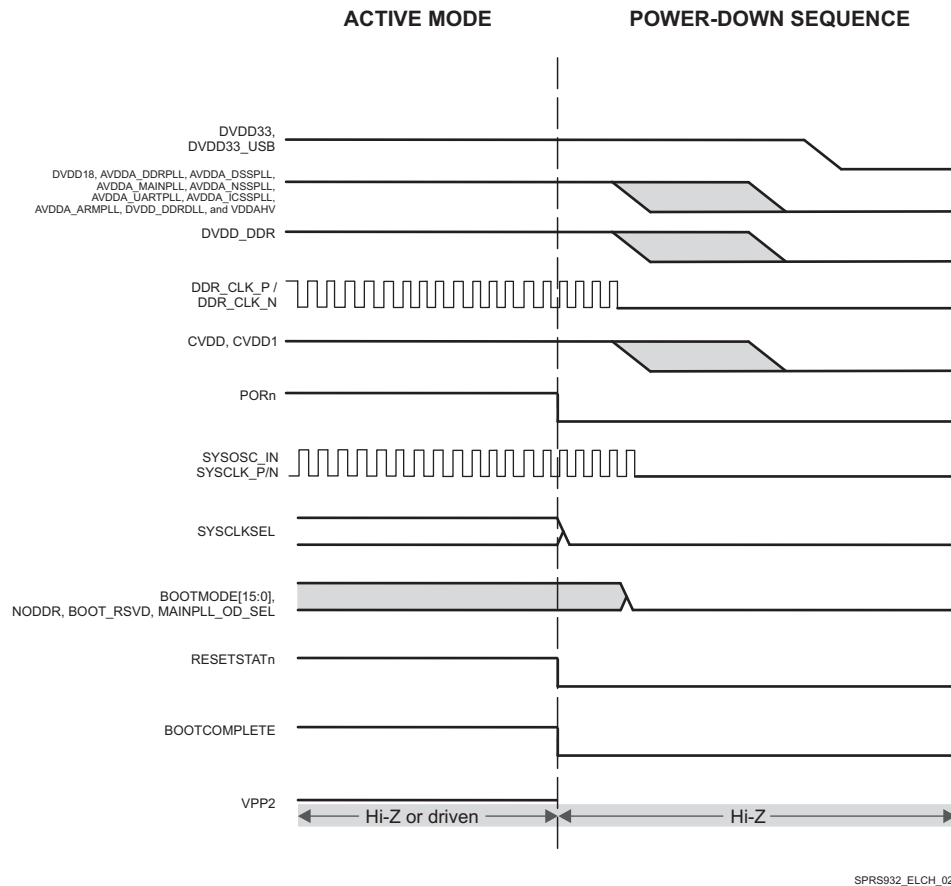 ACTIVE MODE
POWER-DOWN SEQUENCE
DVDD33,
DVDD33_USB
DVDD18, AVDDA_DDRPLL, AVDDA_DSSPLL,
AVDDA_MAINPLL, AVDDA_NSSPLL,
AVDDA_UARTPLL, AVDDA_ICSSPLL,
AVDDA_ARMPLL, DVDD_DDRDLL, and VDDAHV
DVDD_DDR
DDR_CLK_P /
DDR_CLK_N
CVDD, CVDD1
PORn
SYSOSC_IN
SYSCLK_P/N
SYSCLKSEL
BOOTMODE[15:0],
NODDR, BOOT_RSVD, MAINPLL_OD_SEL
RESETSTATn
BOOTCOMPLETE
VPP2
Hi-Z or driven
Hi-Z
SPRS932_ELCH_02